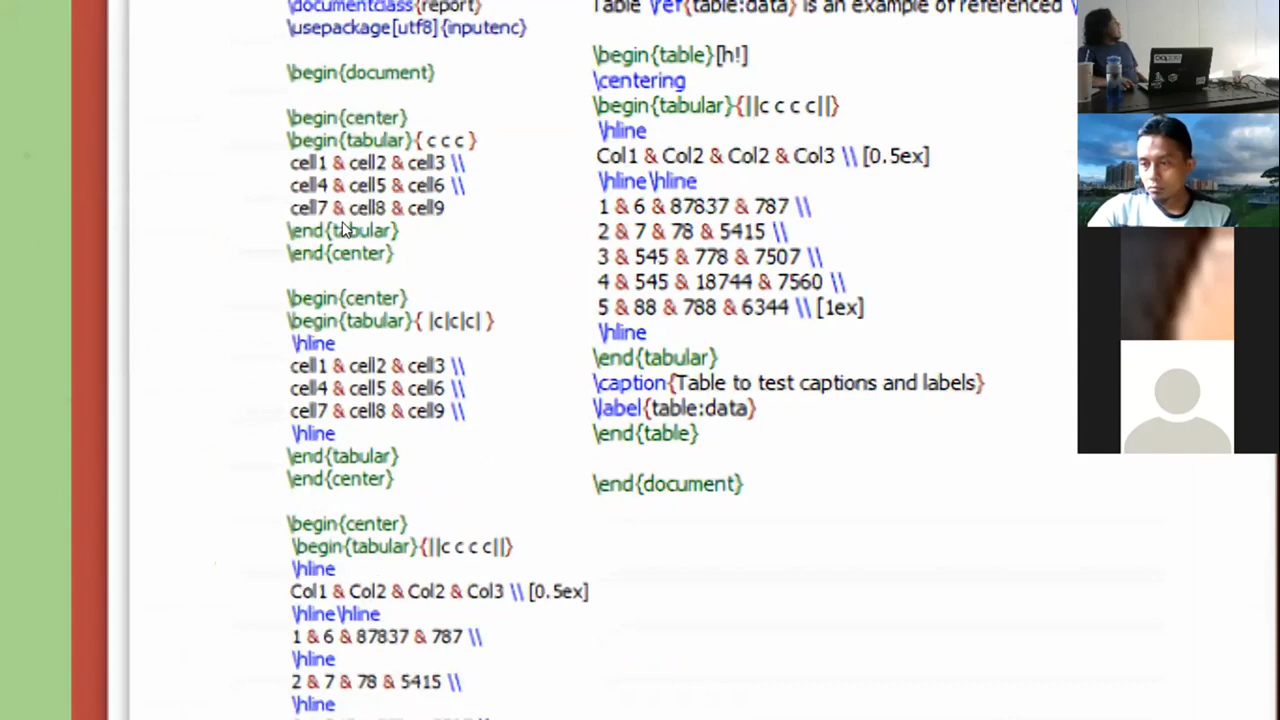 \documentclass{report}
\usepackage[utf8]{inputenc}
\begin{document}
\begin{center}
\begin{tabular}{ c c c }
cell1 & cell2 & cell3 \\
cell4 & cell5 & cell6 \\
cell7 & cell8 & cell9
\end{tabular}
\end{center}
\begin{center}
\begin{tabular}{ |c|c|c| }
\hline
cell1 & cell2 & cell3 \\
cell4 & cell5 & cell6 \\
cell7 & cell8 & cell9 \\
\hline
\end{tabular}
\end{center}
\begin{center}
\begin{tabular}{||c c c c||}
\hline
Col1 & Col2 & Col2 & Col3 \\ [0.5ex]
\hline\hline
1 & 6 & 87837 & 787 \\
\hline
2 & 7 & 78 & 5415 \\
\hline
Table \ref{table:data} is an example of referenced \
\begin{table}[h!]
\centering
\begin{tabular}{||c c c c||}
\hline
Col1 & Col2 & Col2 & Col3 \\ [0.5ex]
\hline\hline
1 & 6 & 87837 & 787 \\
2 & 7 & 78 & 5415 \\
3 & 545 & 778 & 7507 \\
4 & 545 & 18744 & 7560 \\
5 & 88 & 788 & 6344 \\ [1ex]
\hline
\end{tabular}
\caption{Table to test captions and labels}
\label{table:data}
\end{table}
\end{document}